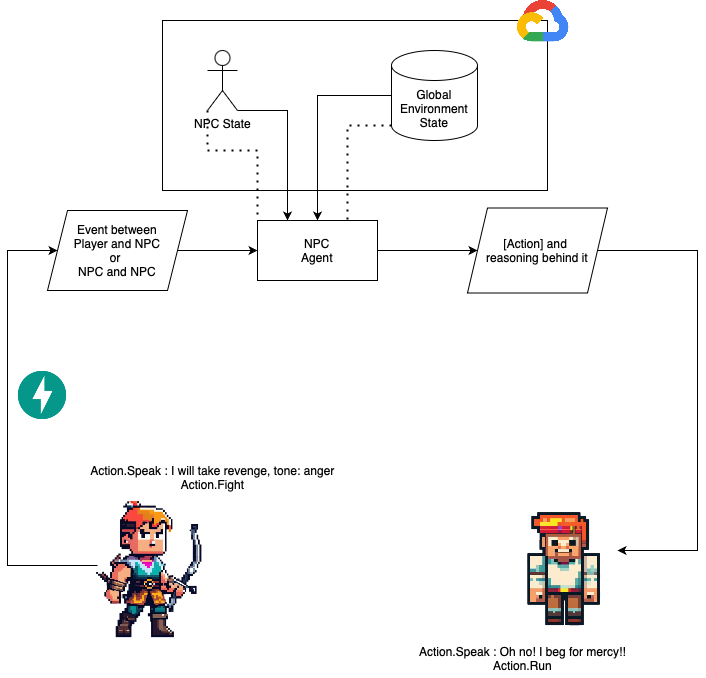 NPC State
Global
Environment
State
Event between
Player and NPC
or
NPC and NPC
NPC
Agent
[Action] and
reasoning behind it
Action.Speak : I will take revenge, tone: anger
Action.Fight
Action.Speak : Oh no! I beg for mercy!!
Action.Run